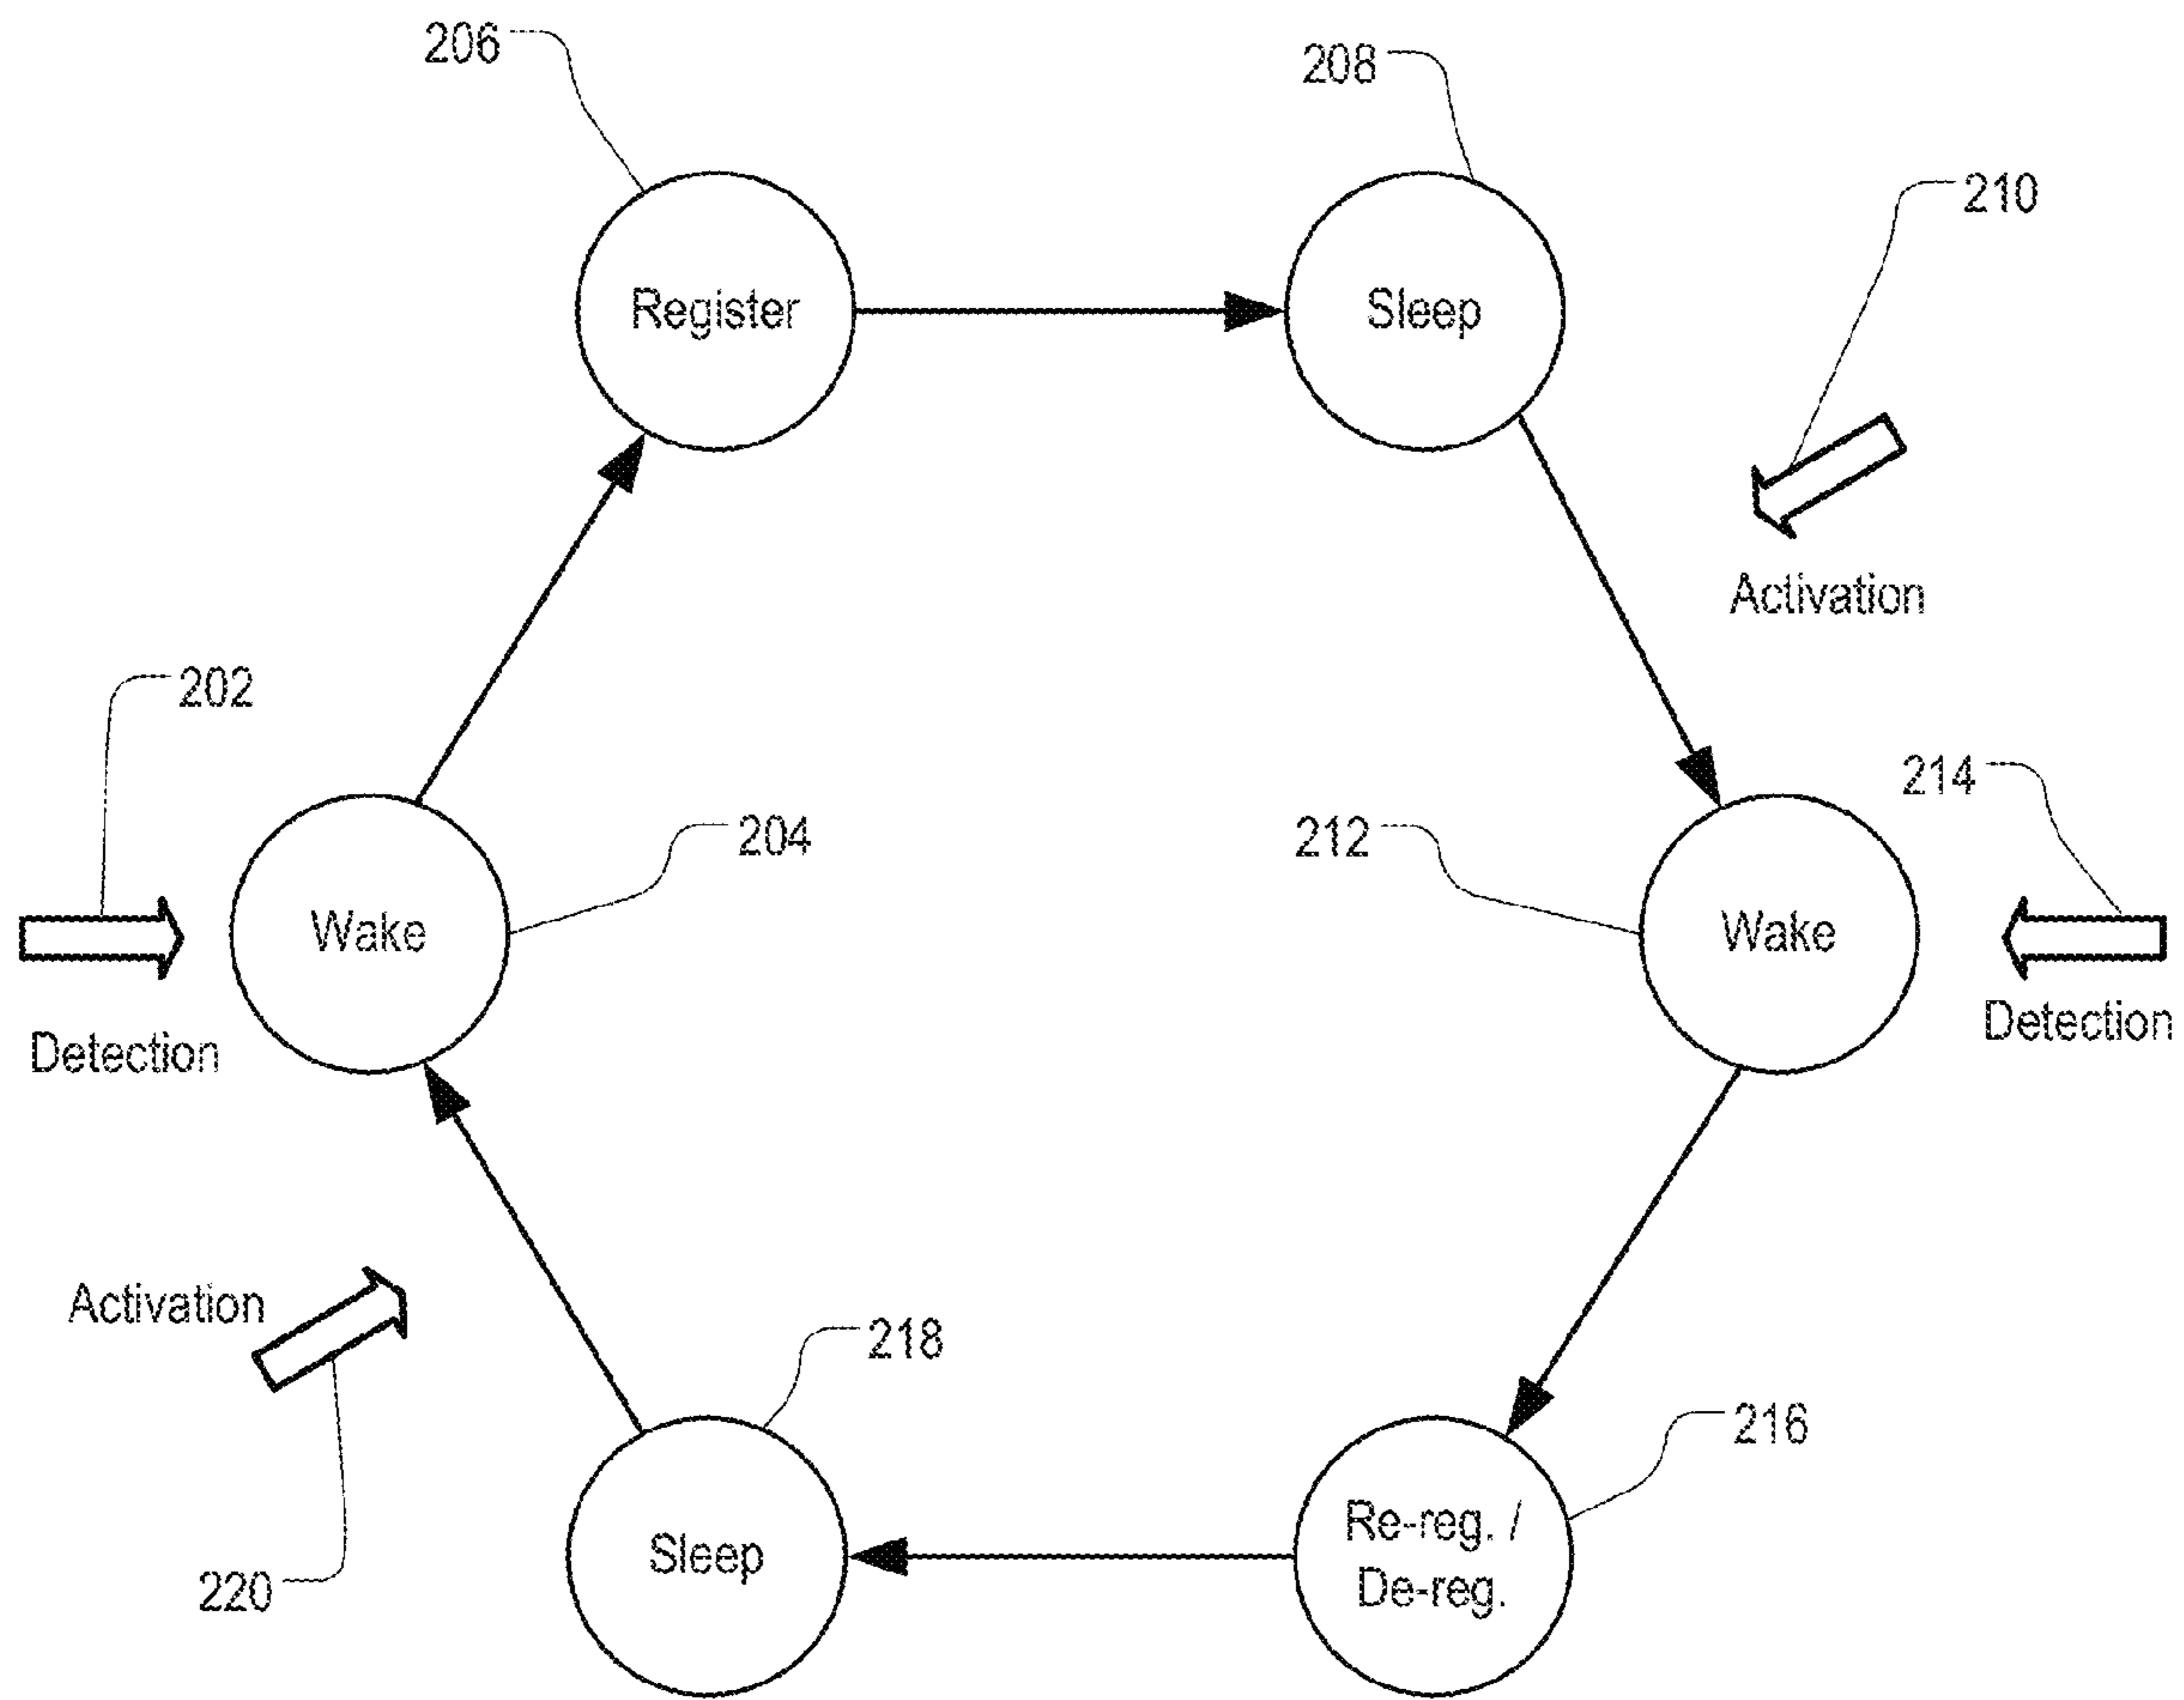 206
208
210
Register
Sleep
Activation
202
214
204
212
Wake
Wake
Detection
Detection
Activation
218
216
Re-reg. /
De-reg.
Sleep
220